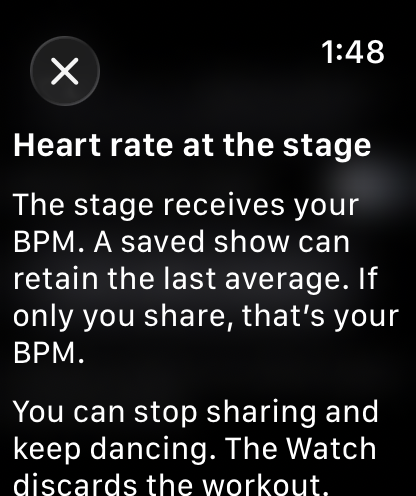 1:48
Heart rate at the stage
The stage receives your
BPM. A saved show can
retain the last average. If
only you share, that’s your
BPM.
You can stop sharing and
keep dancing. The Watch
discards the workout.